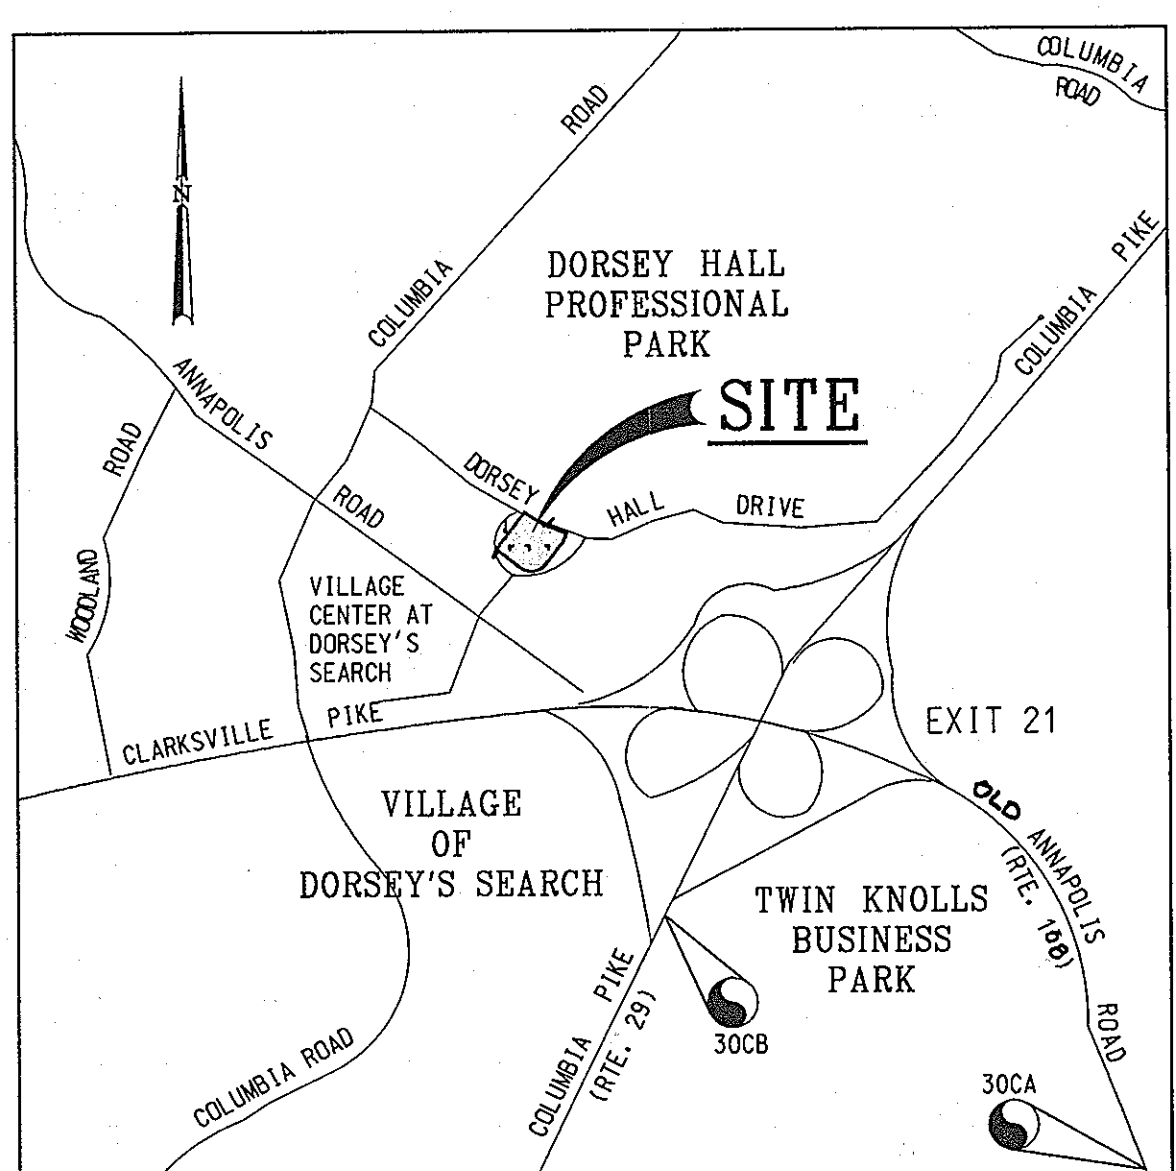 COLUMBIA
ROAD
ROAD
COLUMBIA
PIKE
COLUMBIA
N
DORSEY HALL
PROFESSIONAL
PARK
SITE
ANNAPOLIS
ROAD
ROAD
WOODLAND
DORSEY
HALL
DRIVE
VILLAGE
CENTER AT
DORSEY'S
SEARCH
CLARKSVILLE
PIKE
EXIT 21
VILLAGE
OF
DORSEY'S SEARCH
OLD ANNAPOLIS
(RTE. 108)
ROAD
TWIN KNOLLS
BUSINESS
PARK
COLUMBIA PIKE
(RTE. 29)
30CB
COLUMBIA ROAD
30CA